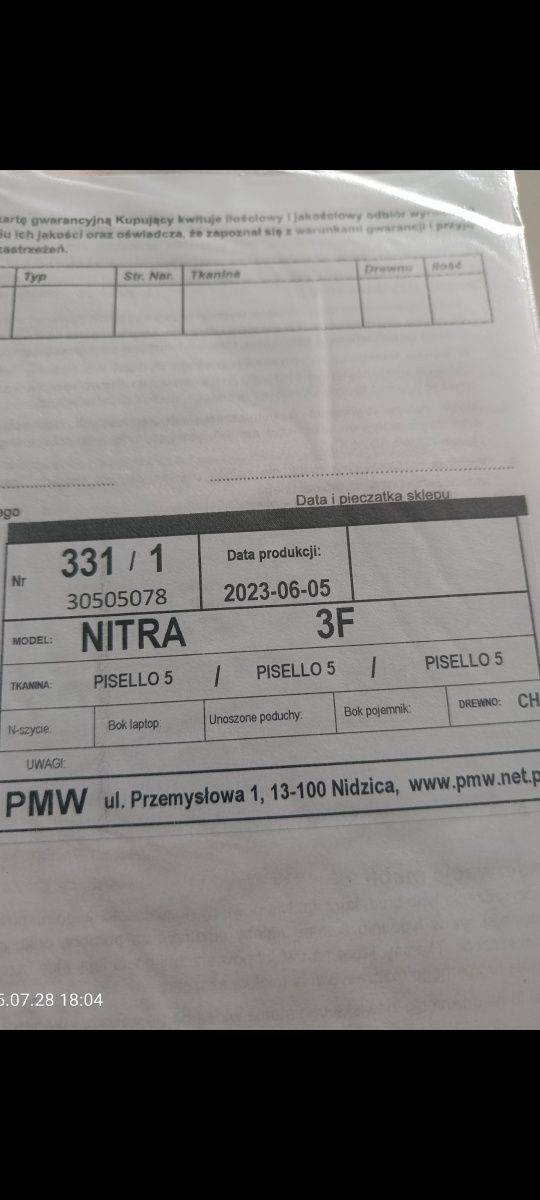 artę gwarancyjną Kupujący kwituje ilościowy i jakościowy odbiór
iu ich jakości oraz oświadcza, że zapoznał się z warunkami gwarancji i przyj
zastrzeżeń.
Typ Str. Nar. Tkanina Drewno Ilość
Data i pieczątka sklepu
ego
Nr 331 / 1 Data produkcji:
30505078 2023-06-05
MODEL: NITRA 3F
TKANINA: PISELLO 5 / PISELLO 5 / PISELLO 5
N-szycie: Bok laptop: Unoszone poduchy: Bok pojemnik: DREWNO: CH
UWAGI:
PMW ul. Przemysłowa 1, 13-100 Nidzica, www.pmw.net.p
5.07.28 18:04